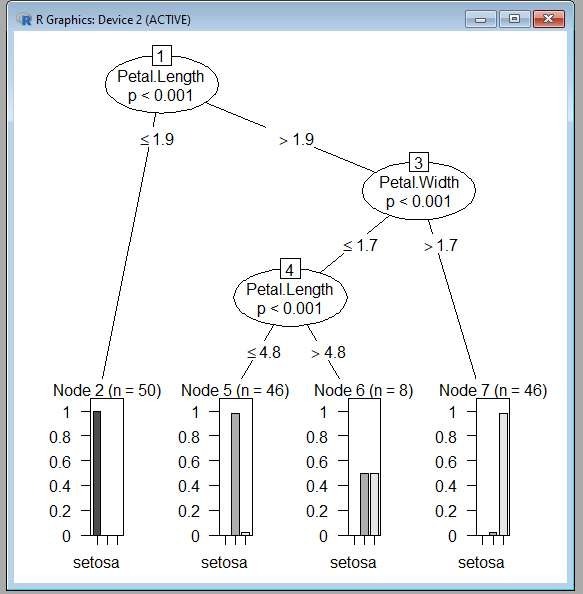 R Graphics: Device 2 (ACTIVE)
1
Petal.Length
p < 0.001
≤ 1.9
> 1.9
3
Petal.Width
p < 0.001
≤ 1.7
> 1.7
4
Petal.Length
p < 0.001
≤ 4.8
> 4.8
Node 2 (n = 50)
1
0.8
0.6
0.4
0.2
0
setosa
Node 5 (n = 46)
1
0.8
0.6
0.4
0.2
0
setosa
Node 6 (n = 8)
1
0.8
0.6
0.4
0.2
0
setosa
Node 7 (n = 46)
1
0.8
0.6
0.4
0.2
0
setosa